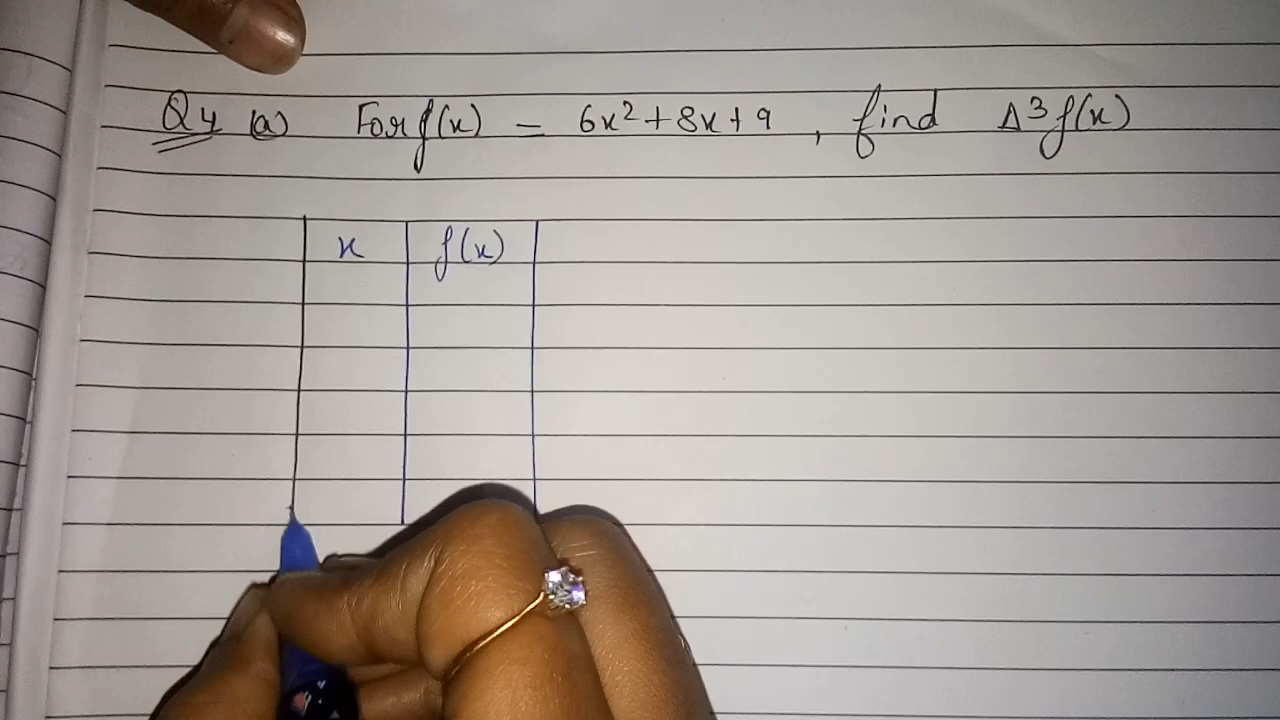 Q4 (a) For f(x) = 6x²+8x+9, find Δ³f(x)
x f(x)